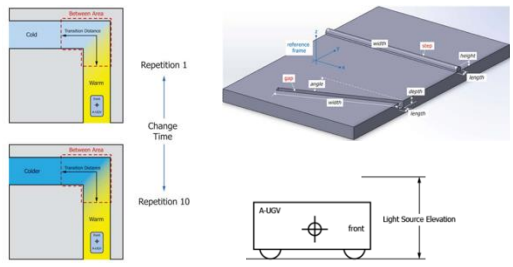 Between Area
Cold
Transition Distance
Warm
Repetition 1
Change
Time
Repetition 10
Between Area
Transition Distance
Colder
Warm
reference
frame
width
step
height
length
gap
angle
width
depth
length
A-UGV
front
Light Source Elevation